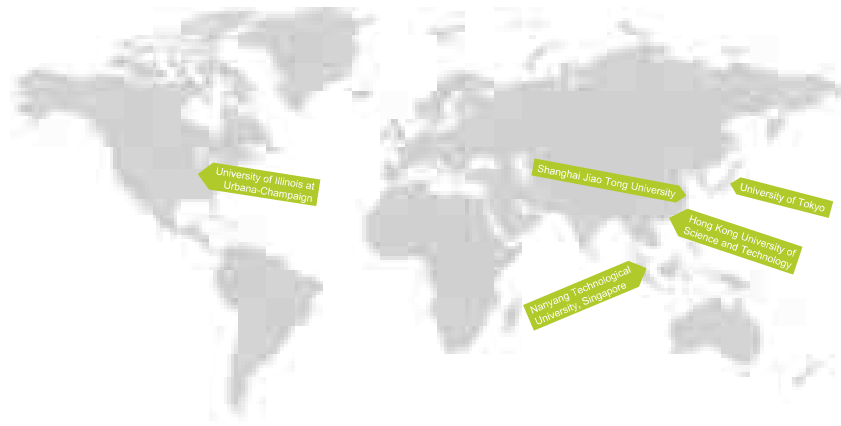 University of Illinois at
Urbana-Champaign
Shanghai Jiao Tong University
University of Tokyo
Hong Kong University of
Science and Technology
Nanyang Technological
University, Singapore